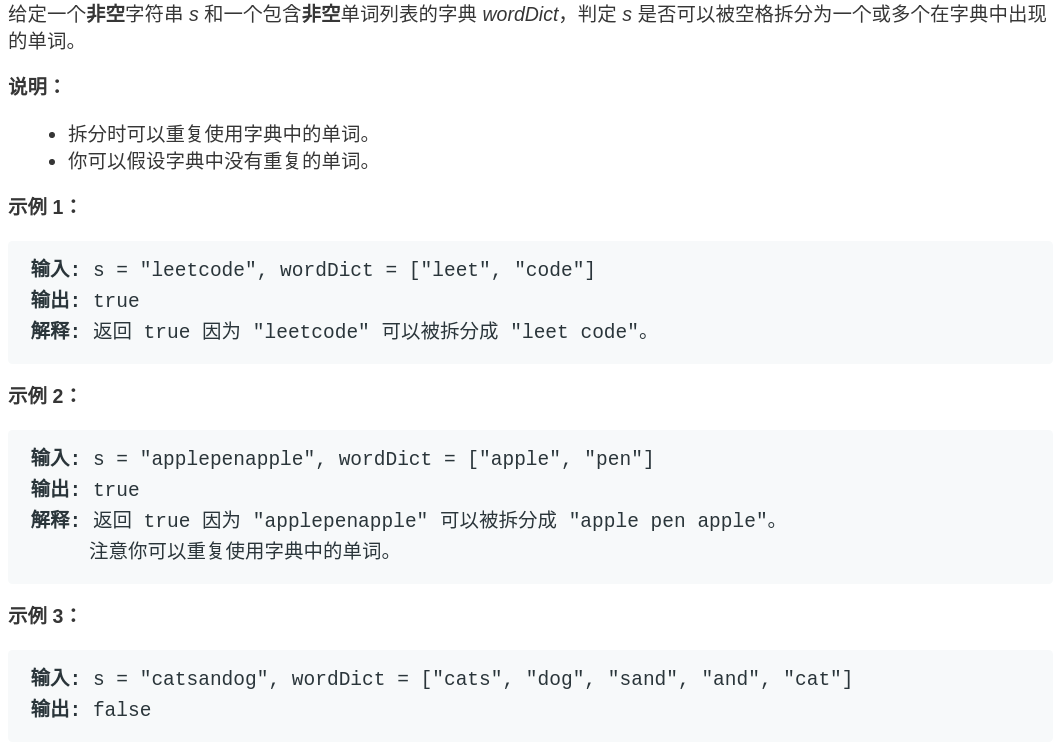 给定一个非空字符串 s 和一个包含非空单词列表的字典 wordDict，判定 s 是否可以被空格拆分为一个或多个在字典中出现
的单词。
说明：
• 拆分时可以重复使用字典中的单词。
• 你可以假设字典中没有重复的单词。
示例 1：
输入: s = "leetcode", wordDict = ["leet", "code"]
输出: true
解释: 返回 true 因为 "leetcode" 可以被拆分成 "leet code"。
示例 2：
输入: s = "applepenapple", wordDict = ["apple", "pen"]
输出: true
解释: 返回 true 因为 "applepenapple" 可以被拆分成 "apple pen apple"。
注意你可以重复使用字典中的单词。
示例 3：
输入: s = "catsandog", wordDict = ["cats", "dog", "sand", "and", "cat"]
输出: false